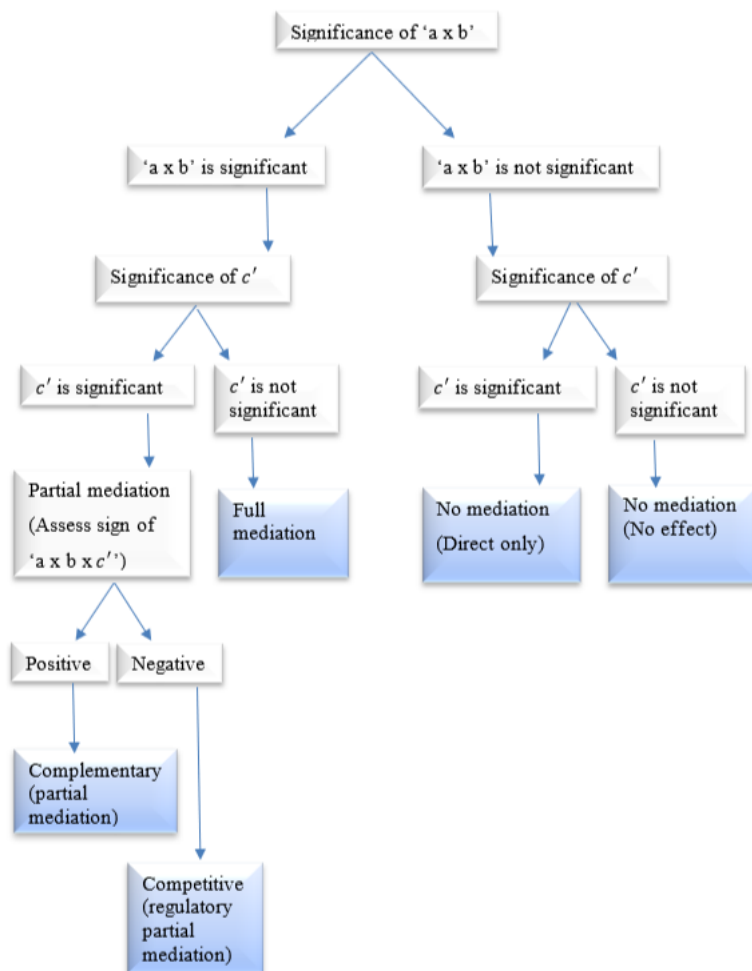 Significance of ‘a x b’
‘a x b’ is significant
‘a x b’ is not significant
Significance of c′
Significance of c′
c′ is significant
c′ is not
significant
c′ is significant
c′ is not
significant
Partial mediation
(Assess sign of
‘a x b x c′’)
Full
mediation
No mediation
(Direct only)
No mediation
(No effect)
Positive
Negative
Complementary
(partial
mediation)
Competitive
(regulatory
partial
mediation)